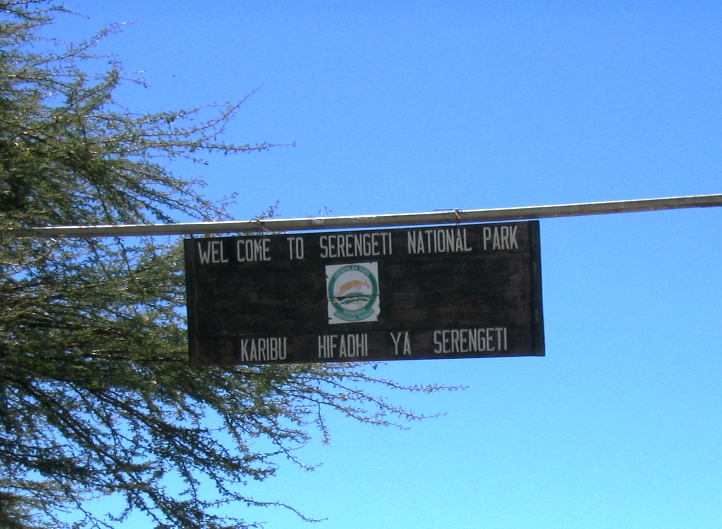 WEL COME TO SERENGETI NATIONAL PARK
KARIBU HIFADHI YA SERENGETI